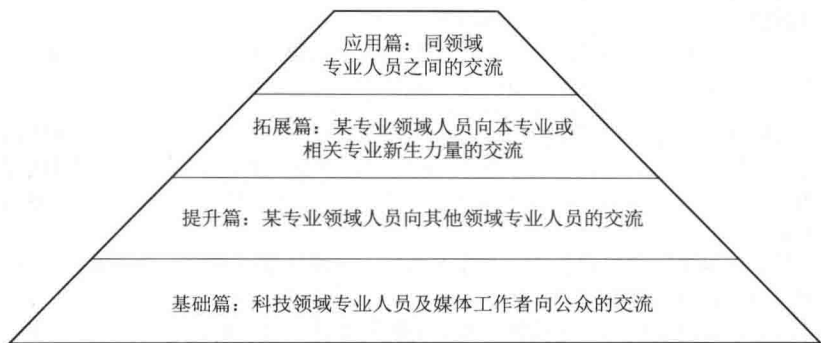 应用篇：同领域
专业人员之间的交流
拓展篇：某专业领域人员向本专业或
相关专业新生力量的交流
提升篇：某专业领域人员向其他领域专业人员的交流
基础篇：科技领域专业人员及媒体工作者向公众的交流